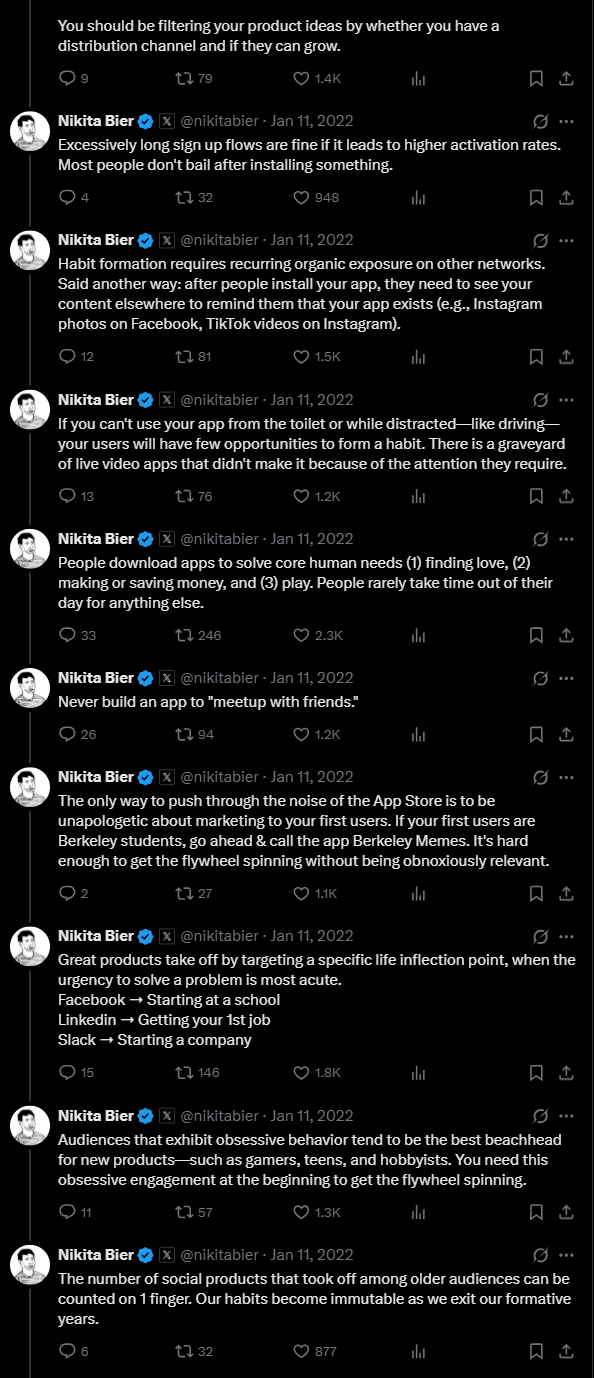 You should be filtering your product ideas by whether you have a
distribution channel and if they can grow.
9 79 1.4K
Nikita Bier @nikitabier · Jan 11, 2022
Excessively long sign up flows are fine if it leads to higher activation rates.
Most people don't bail after installing something.
4 32 948
Nikita Bier @nikitabier · Jan 11, 2022
Habit formation requires recurring organic exposure on other networks.
Said another way: after people install your app, they need to see your
content elsewhere to remind them that your app exists (e.g., Instagram
photos on Facebook, TikTok videos on Instagram).
12 81 1.5K
Nikita Bier @nikitabier · Jan 11, 2022
If you can't use your app from the toilet or while distracted—like driving—
your users will have few opportunities to form a habit. There is a graveyard
of live video apps that didn't make it because of the attention they require.
13 76 1.2K
Nikita Bier @nikitabier · Jan 11, 2022
People download apps to solve core human needs (1) finding love, (2)
making or saving money, and (3) play. People rarely take time out of their
day for anything else.
33 246 2.3K
Nikita Bier @nikitabier · Jan 11, 2022
Never build an app to "meetup with friends."
26 94 1.2K
Nikita Bier @nikitabier · Jan 11, 2022
The only way to push through the noise of the App Store is to be
unapologetic about marketing to your first users. If your first users are
Berkeley students, go ahead & call the app Berkeley Memes. It's hard
enough to get the flywheel spinning without being obnoxiously relevant.
2 27 1.1K
Nikita Bier @nikitabier · Jan 11, 2022
Great products take off by targeting a specific life inflection point, when the
urgency to solve a problem is most acute.
Facebook → Starting at a school
Linkedin → Getting your 1st job
Slack → Starting a company
15 146 1.8K
Nikita Bier @nikitabier · Jan 11, 2022
Audiences that exhibit obsessive behavior tend to be the best beachhead
for new products—such as gamers, teens, and hobbyists. You need this
obsessive engagement at the beginning to get the flywheel spinning.
11 57 1.3K
Nikita Bier @nikitabier · Jan 11, 2022
The number of social products that took off among older audiences can be
counted on 1 finger. Our habits become immutable as we exit our formative
years.
6 32 877